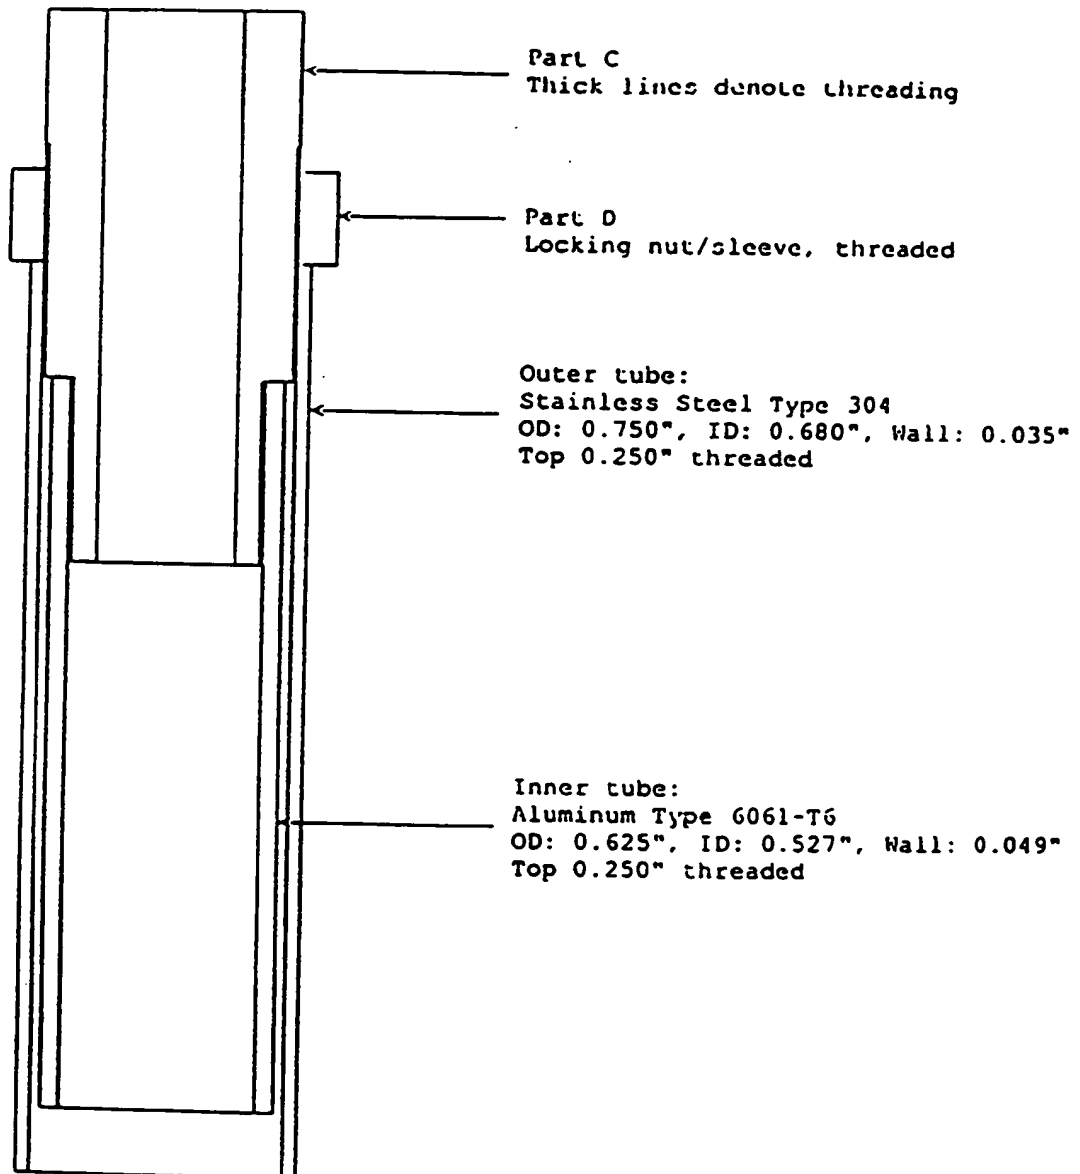 Part C
Thick lines denote threading
Part D
Locking nut/sleeve, threaded
Outer tube:
Stainless Steel Type 304
OD: 0.750", ID: 0.680", Wall: 0.035"
Top 0.250" threaded
Inner tube:
Aluminum Type 6061-T6
OD: 0.625", ID: 0.527", Wall: 0.049"
Top 0.250" threaded